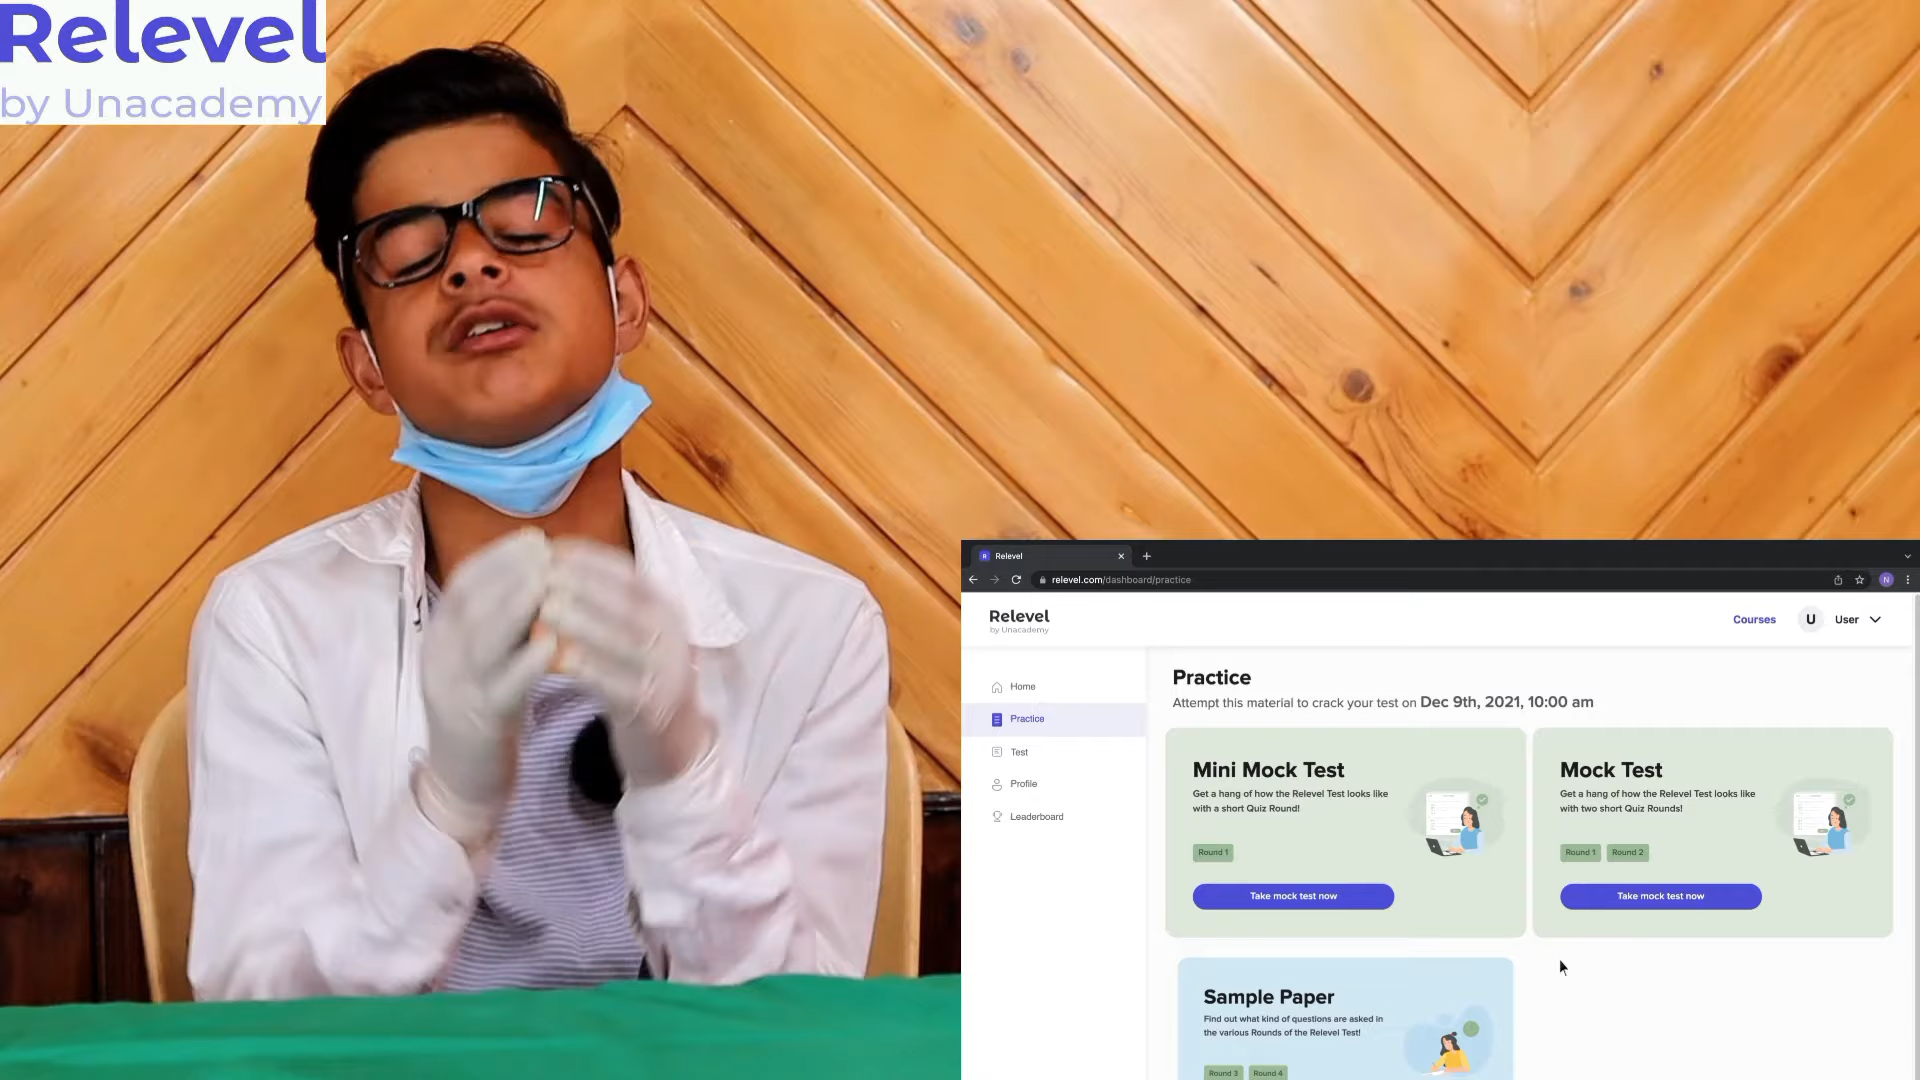 Relevel
by Unacademy
Relevel
relevel.com/dashboard/practice
N
Relevel
by Unacademy
Courses
U
User
Home
Practice
Test
Profile
Leaderboard
Practice
Attempt this material to crack your test on Dec 9th, 2021, 10:00 am
Mini Mock Test
Get a hang of how the Relevel Test looks like
with a short Quiz Round!
Round 1
Take mock test now
Mock Test
Get a hang of how the Relevel Test looks like
with two short Quiz Rounds!
Round 1 Round 2
Take mock test now
Sample Paper
Find out what kind of questions are asked in
the various Rounds of the Relevel Test!
Round 3 Round 4